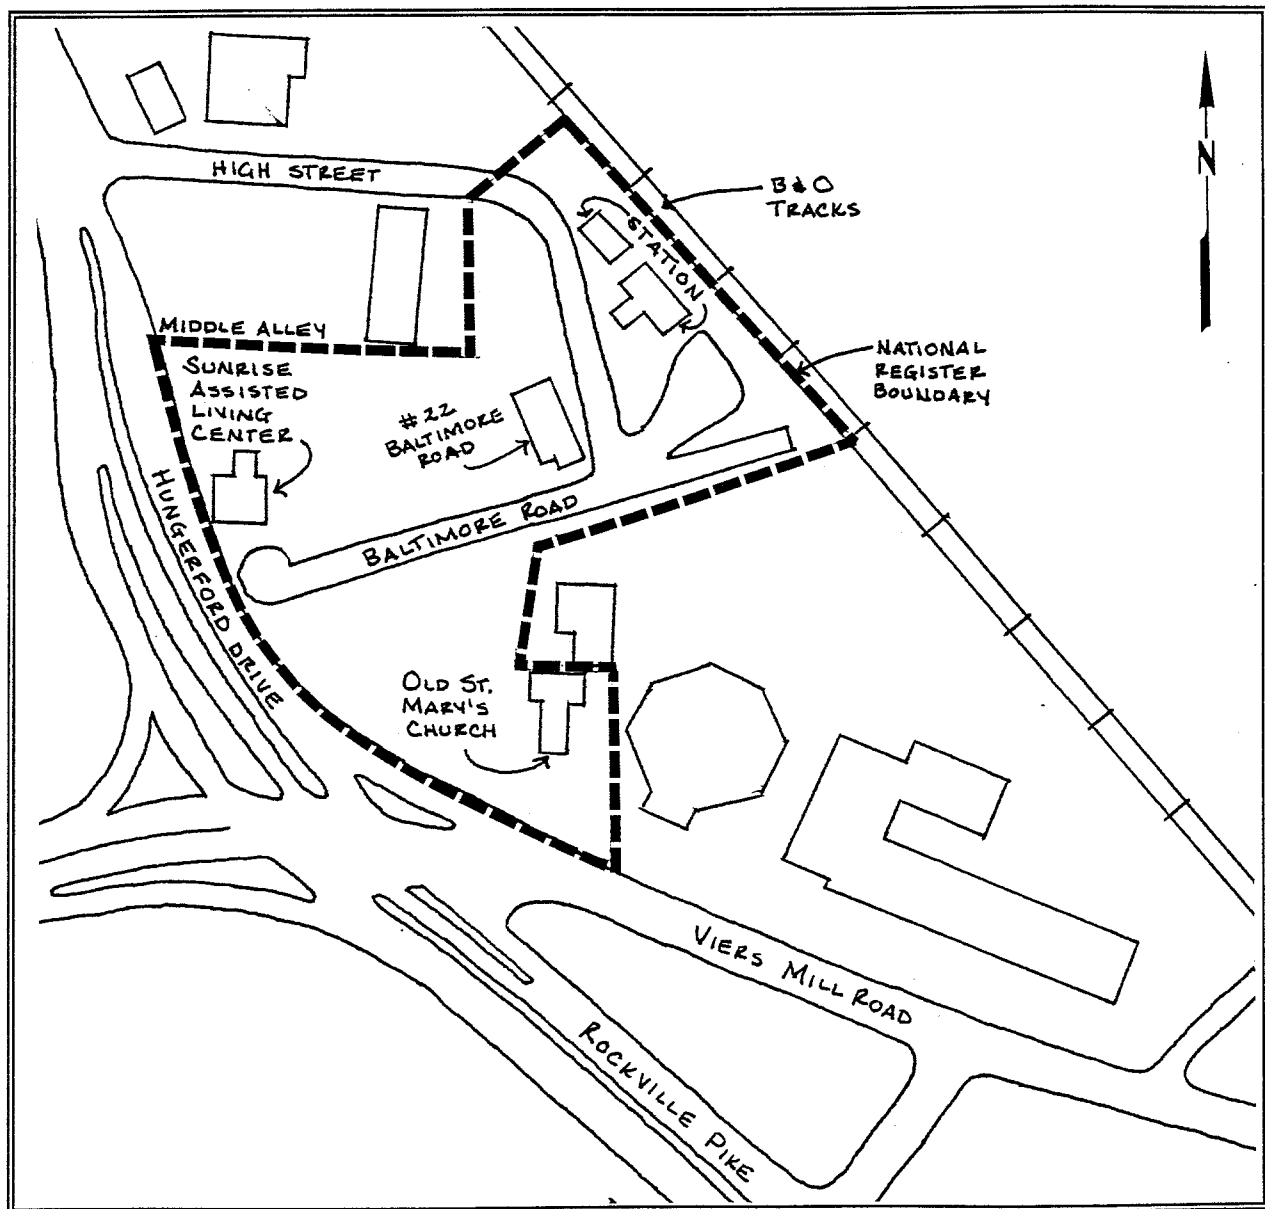 HIGH STREET
N
B & O
TRACKS
STATION
MIDDLE ALLEY
SUNRISE
ASSISTED
LIVING
CENTER
#22
BALTIMORE
ROAD
NATIONAL
REGISTER
BOUNDARY
HUNGERFORD DRIVE
BALTIMORE ROAD
OLD ST.
MARY'S
CHURCH
VIERS MILL ROAD
ROCKVILLE PIKE